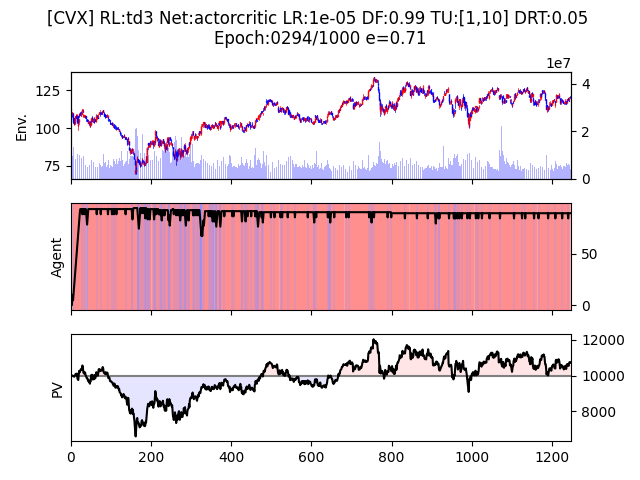 [CVX] RL:td3 Net:actorcritic LR:1e-05 DF:0.99 TU:[1,10] DRT:0.05
Epoch:0294/1000 e=0.71
1e7
125
100
75
Env.
4
2
0
Agent
50
0
PV
12000
10000
8000
0 200 400 600 800 1000 1200